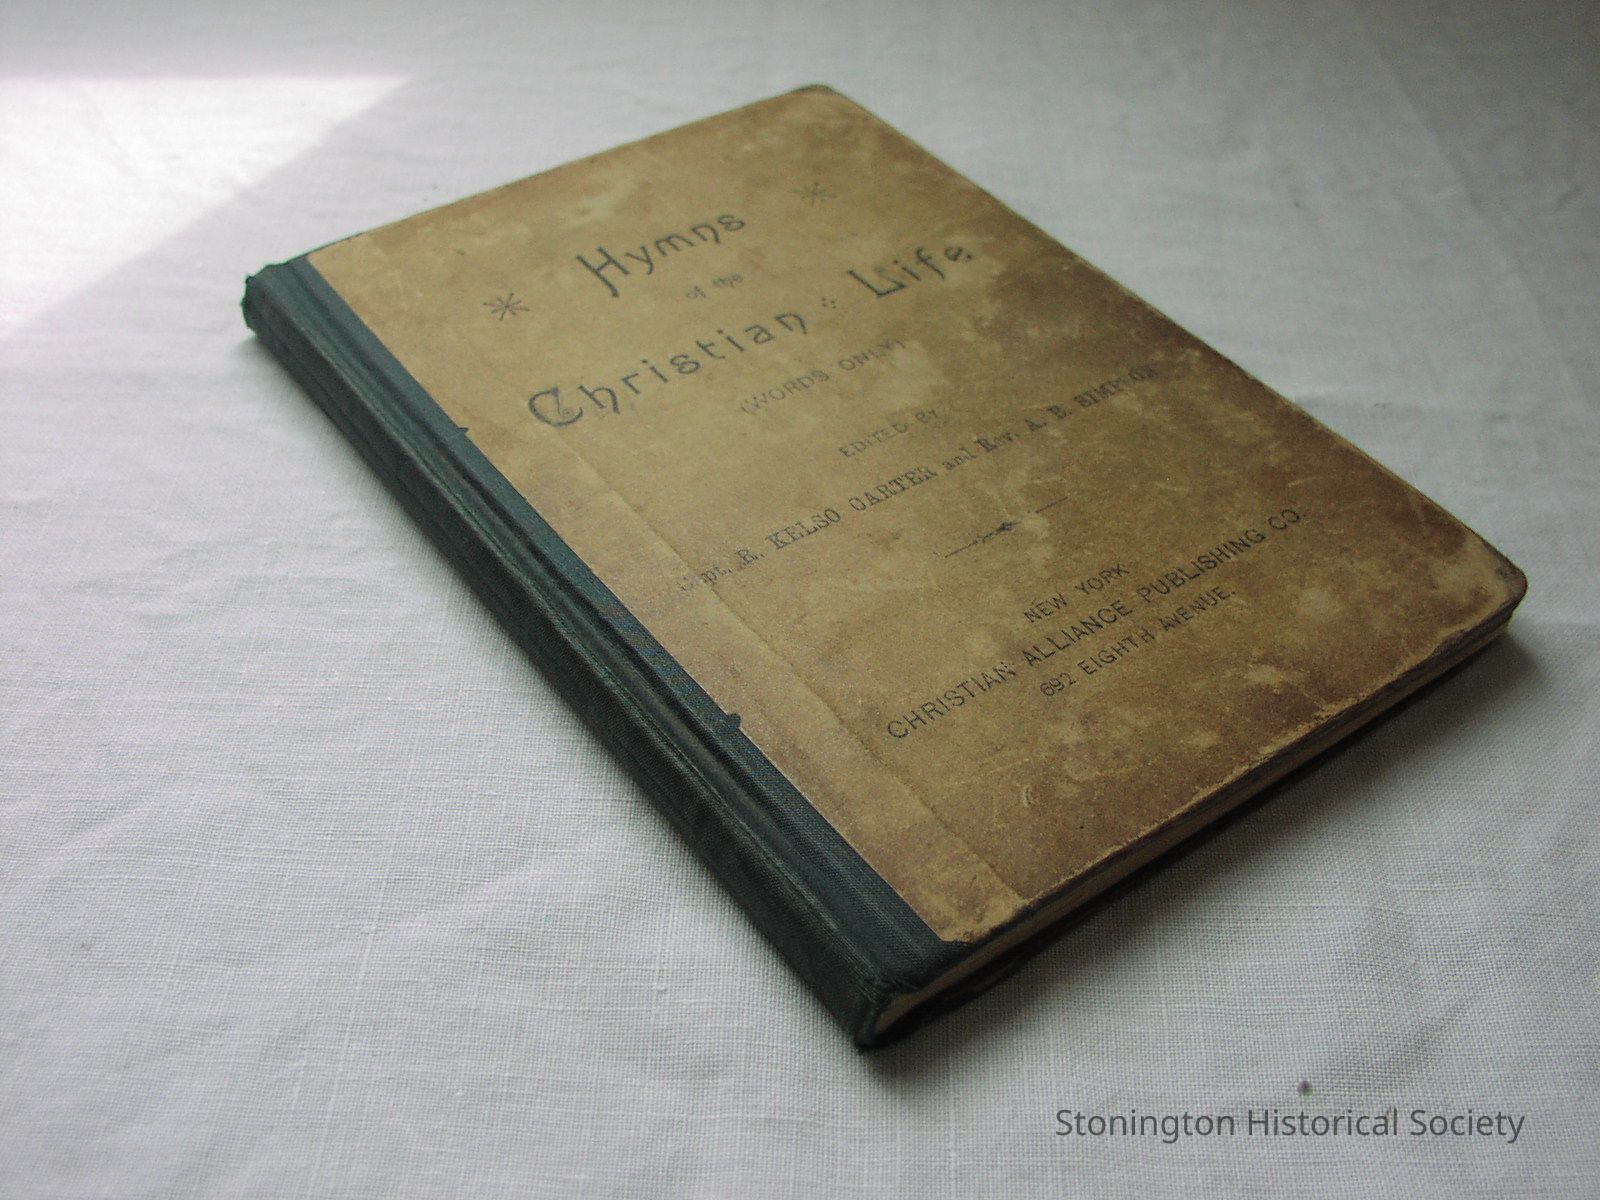 Hymns
of the
Christian Life
(WORDS ONLY)
EDITED BY
Capt. R. KELSO CARTER and Rev. A. B. SIMPSON
NEW YORK
CHRISTIAN ALLIANCE PUBLISHING CO.
692 EIGHTH AVENUE.
Stonington Historical Society